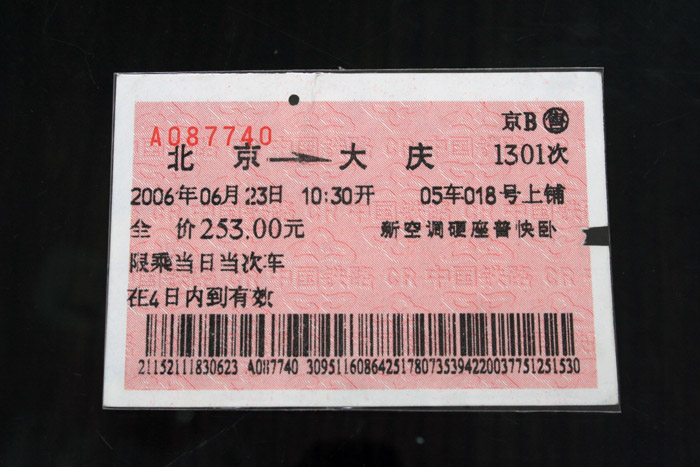 京B 售
A087740
北京→大庆 1301次
2006年06月23日 10:30开 05车018号上铺
全 价253.00元 新空调硬座普快卧
限乘当日当次车
在4日内到有效
21152111830623 A087740 3095116086425178073539422003775125153​0